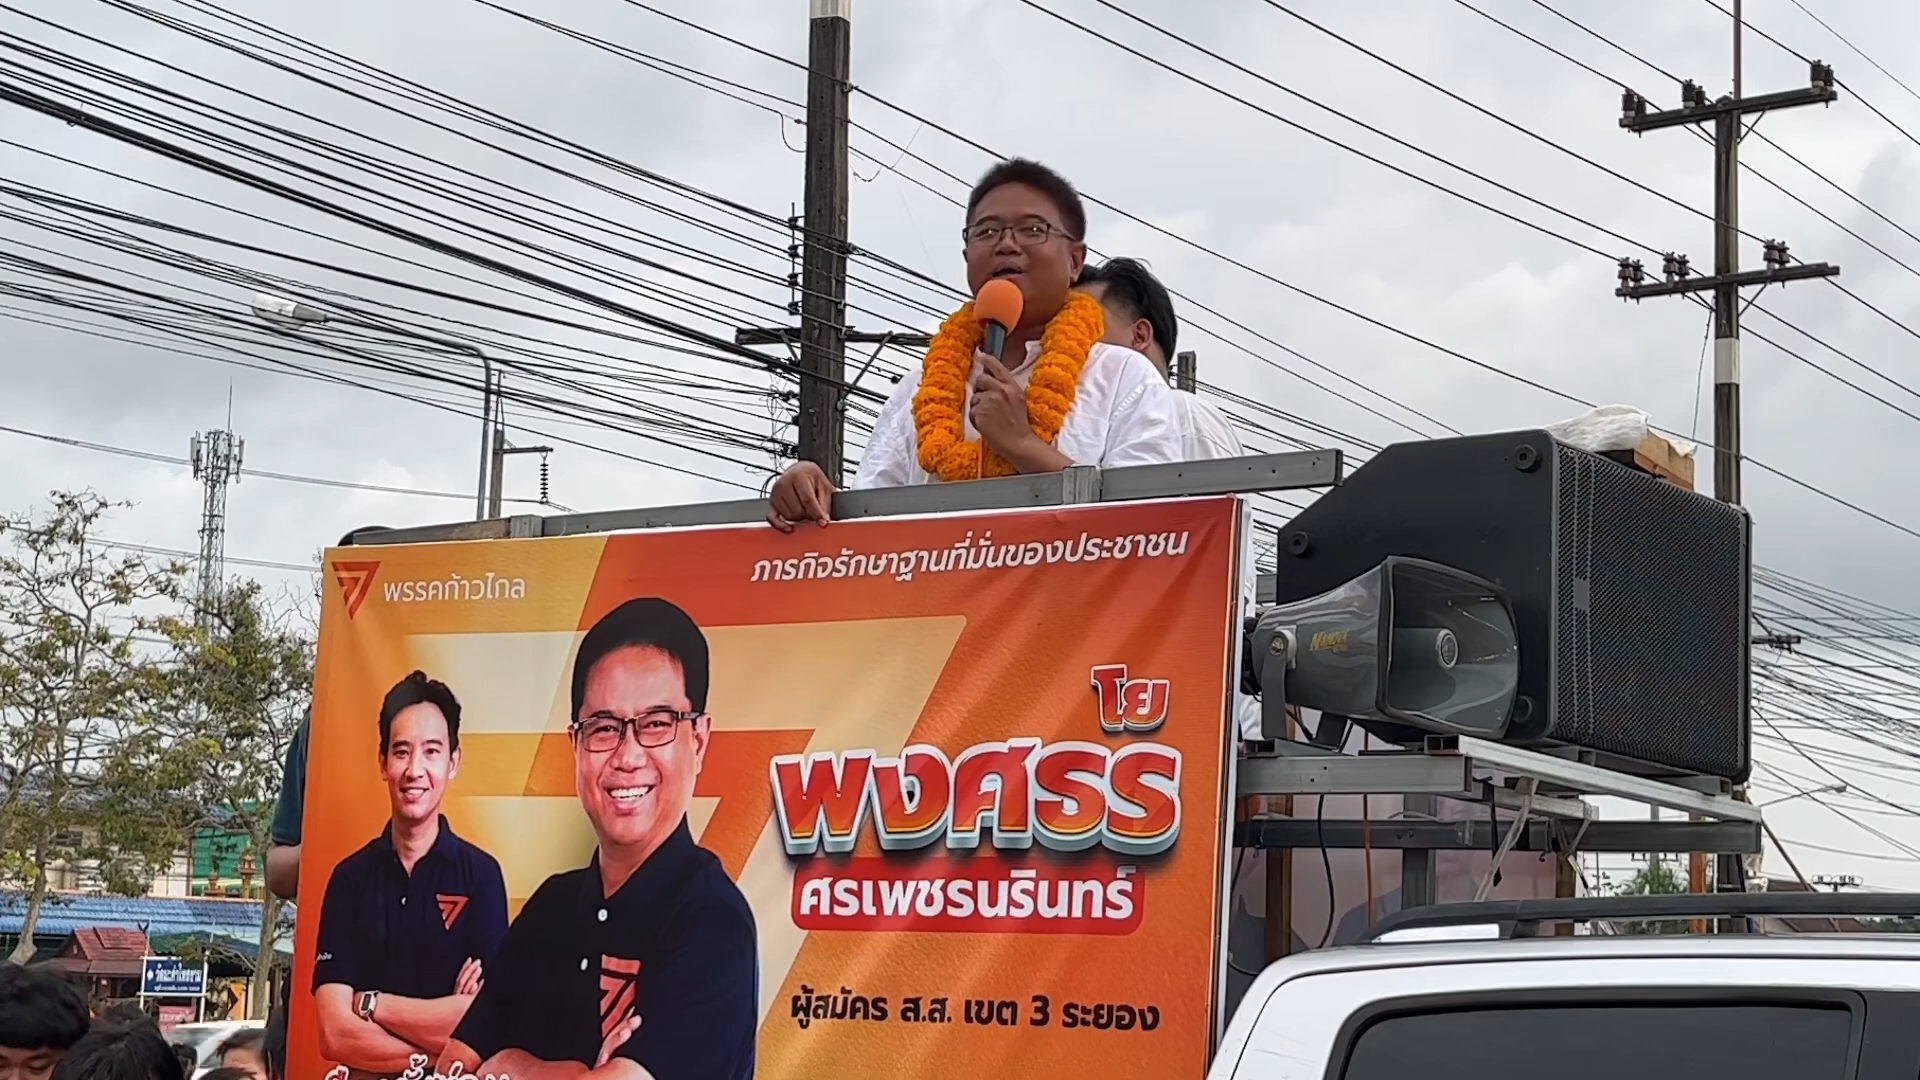 พรรคก้าวไกล
ภารกิจรักษาฐานที่มั่นของประชาชน
โย
พงศธร
ศรเพชรนรินทร์
ผู้สมัคร ส.ส. เขต 3 ระยอง